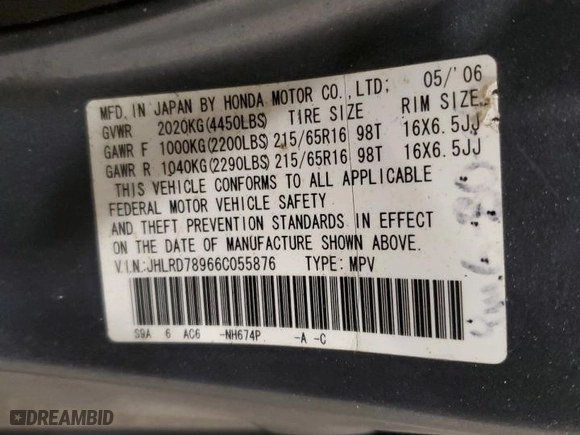 MFD. IN JAPAN BY HONDA MOTOR CO., LTD; 05/'06
GVWR 2020KG(4450LBS) TIRE SIZE RIM SIZE
GAWR F 1000KG(2200LBS) 215/65R16 98T 16X6.5JJ
GAWR R 1040KG(2290LBS) 215/65R16 98T 16X6.5JJ
THIS VEHICLE CONFORMS TO ALL APPLICABLE
FEDERAL MOTOR VEHICLE SAFETY
AND THEFT PREVENTION STANDARDS IN EFFECT
ON THE DATE OF MANUFACTURE SHOWN ABOVE.
V.I.N.:JHLRD78966C055876 TYPE: MPV
S9A 6 AC6 -NH674P -A -C
DREAMBID